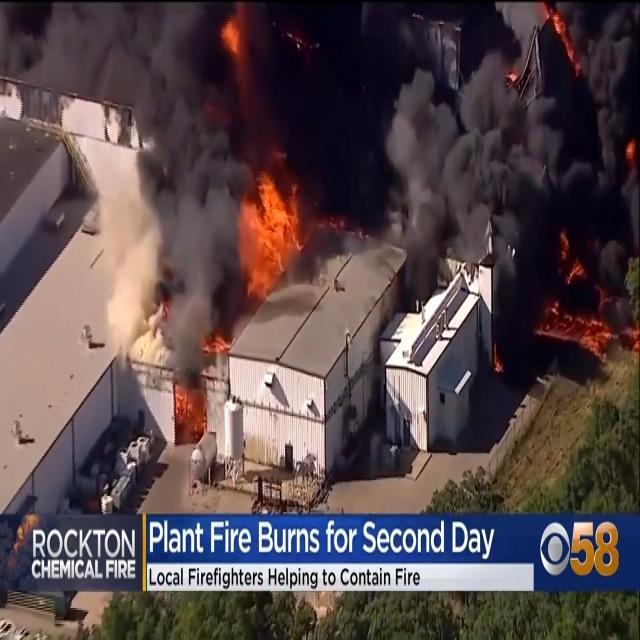 ROCKTON
CHEMICAL FIRE
Plant Fire Burns for Second Day
Local Firefighters Helping to Contain Fire
58